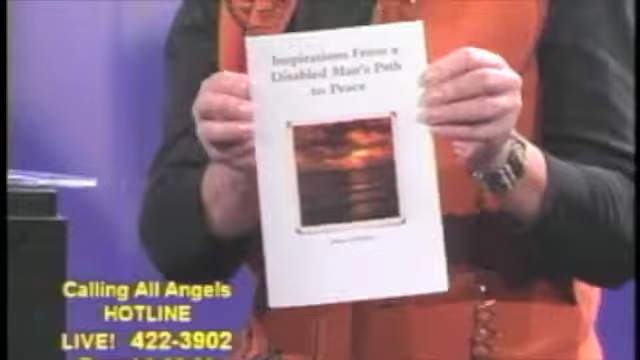 Inspirations From a
Disabled Man's Path
to Peace
Calling All Angels
HOTLINE
LIVE! 422-3902